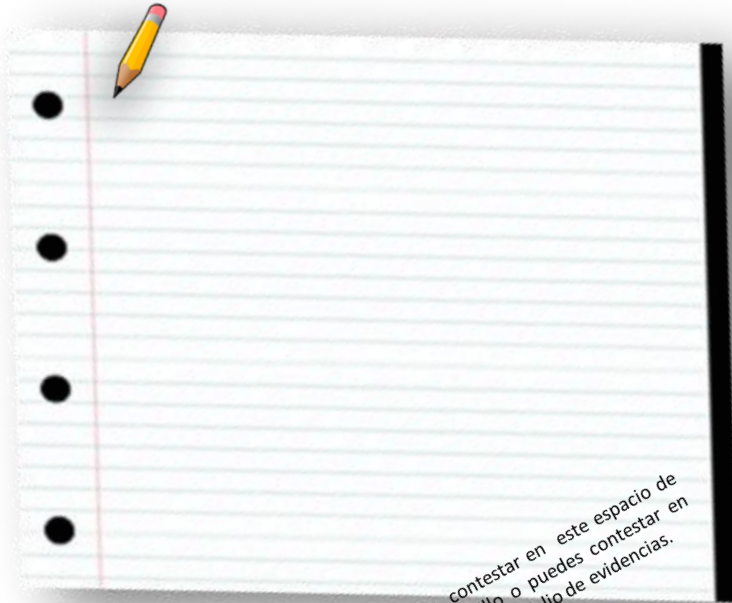 contestar en este espacio de
o puedes contestar en
de evidencias.